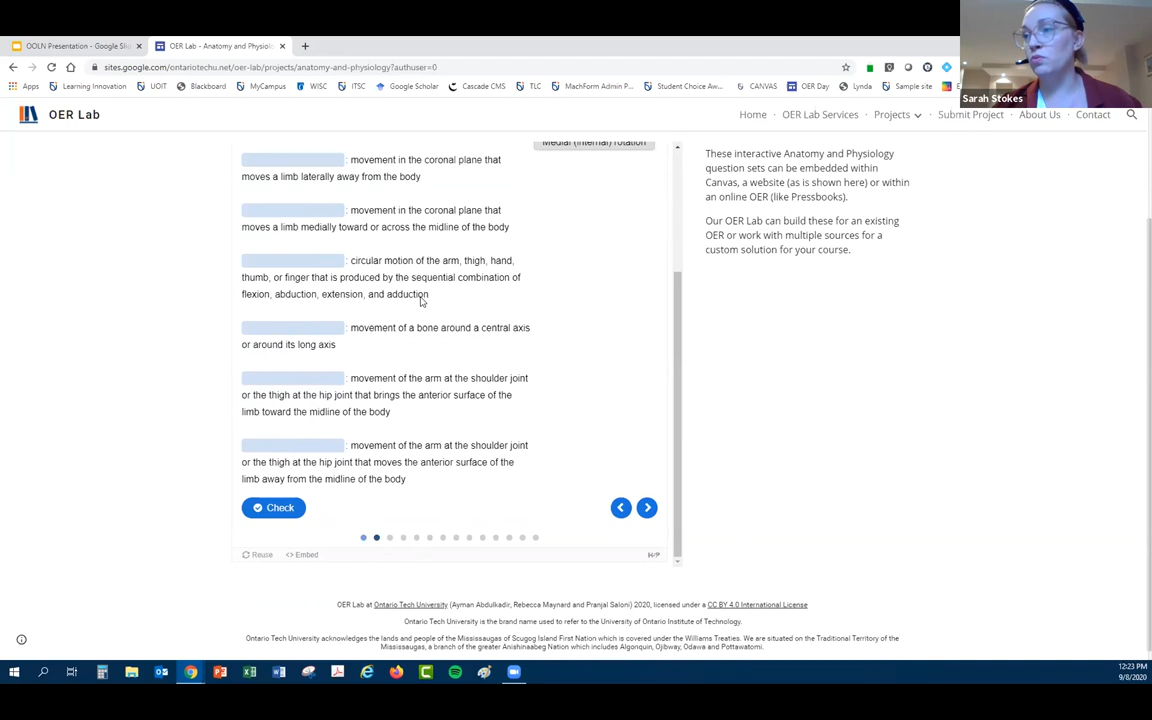 OOLN Presentation - Google Sli
OER Lab - Anatomy and Physiolo
sites.google.com/ontariotechu.net/oer-lab/projects/anatomy-and-physiology?authuser=0
Apps Learning Innovation UOIT Blackboard MyCampus WISC ITSC Google Scholar Cascade CMS TLC MachForm Admin P... Student Choice Aw... CANVAS OER Day Lynda Sample site
Sarah Stokes
OER Lab
Home · OER Lab Services · Projects · Submit Project · About Us · Contact
Medial (internal) rotation
: movement in the coronal plane that
moves a limb laterally away from the body
: movement in the coronal plane that
moves a limb medially toward or across the midline of the body
: circular motion of the arm, thigh, hand,
thumb, or finger that is produced by the sequential combination of
flexion, abduction, extension, and adduction
: movement of a bone around a central axis
or around its long axis
: movement of the arm at the shoulder joint
or the thigh at the hip joint that brings the anterior surface of the
limb toward the midline of the body
: movement of the arm at the shoulder joint
or the thigh at the hip joint that moves the anterior surface of the
limb away from the midline of the body
Check
Reuse <> Embed H5P
These interactive Anatomy and Physiology
question sets can be embedded within
Canvas, a website (as is shown here) or within
an online OER (like Pressbooks).
Our OER Lab can build these for an existing
OER or work with multiple sources for a
custom solution for your course.
OER Lab at Ontario Tech University (Ayman Abdulkadir, Rebecca Maynard and Pranjal Saloni) 2020, licensed under a CC BY 4.0 International License
Ontario Tech University is the brand name used to refer to the University of Ontario Institute of Technology.
Ontario Tech University acknowledges the lands and people of the Mississaugas of Scugog Island First Nation which is covered under the Williams Treaties. We are situated on the Traditional Territory of the
Mississaugas, a branch of the greater Anishinaabeg Nation which includes Algonquin, Ojibway, Odawa and Pottawatomi.
12:23 PM
9/8/2020